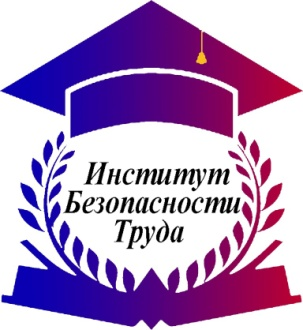 Институт
Безопасности
Труда